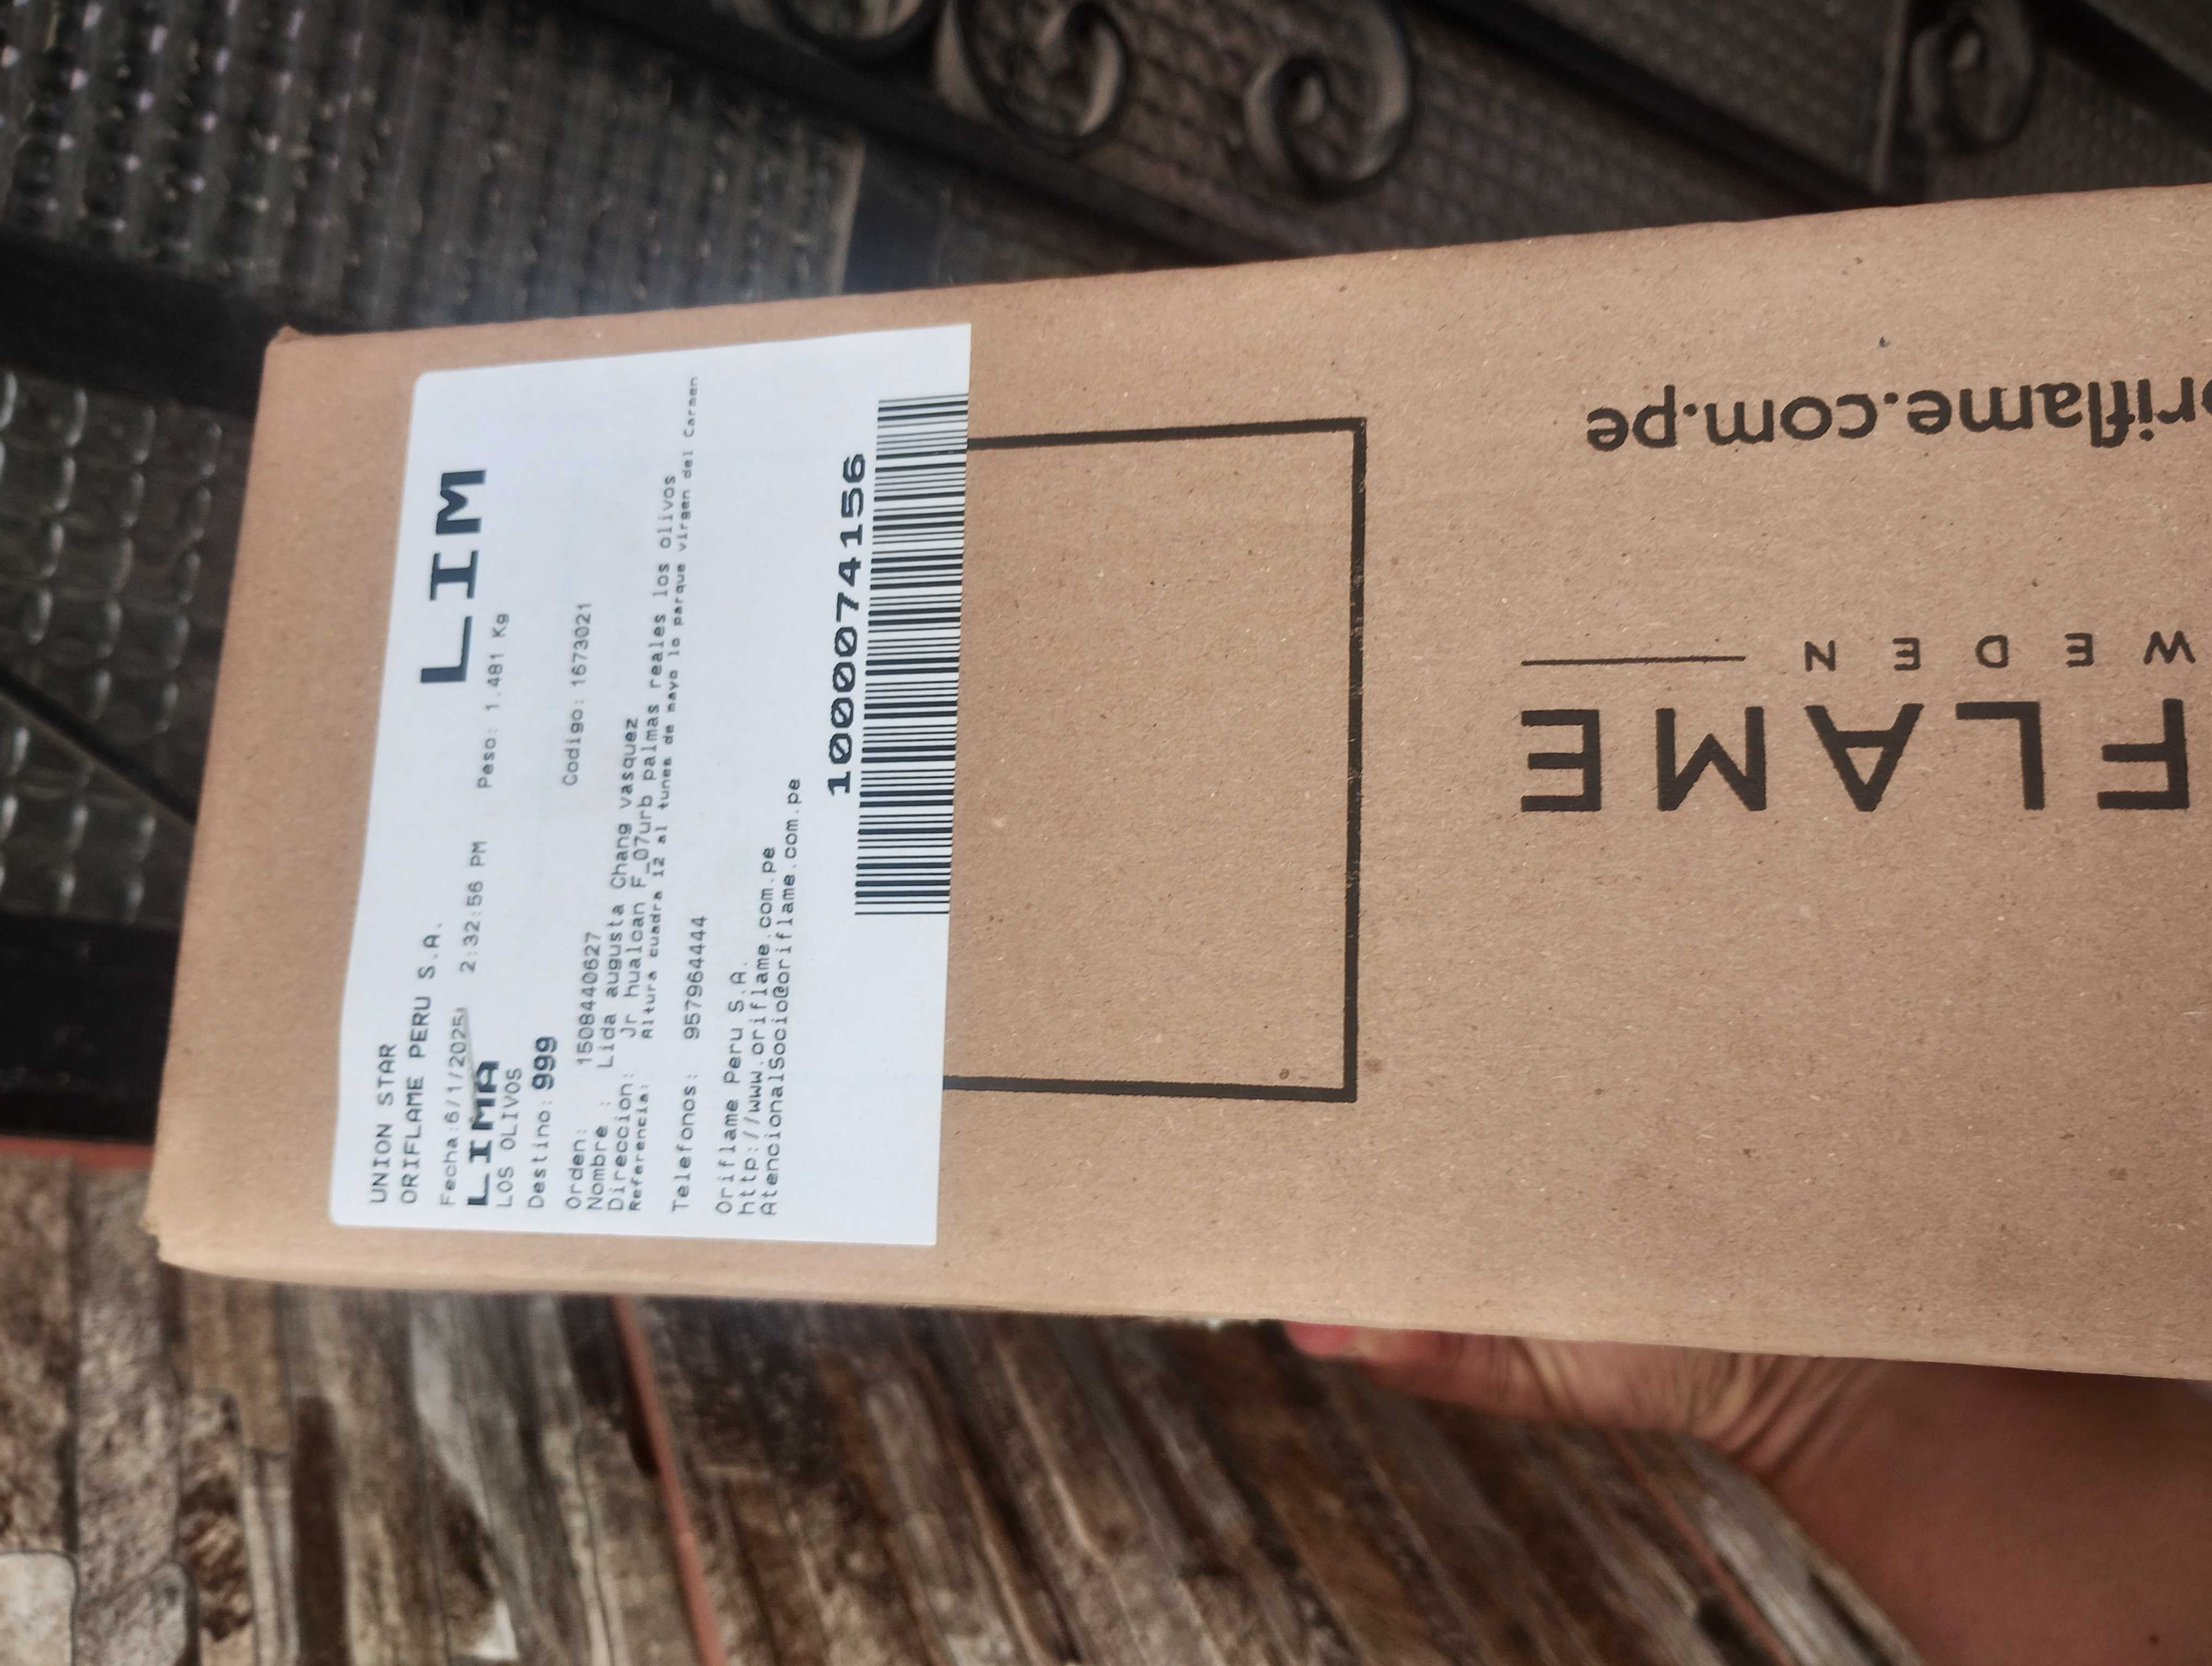 UNION STAR
ORIFLAME PERU S.A.
LIM
Fecha:6/1/2025 2:32:56 PM
LIMA Peso: 1.481 Kg
LOS OLIVOS
Destino: 999
Orden: 1508440627 Codigo: 1673021
Nombre : Lida augusta Chang vasquez
Direccion: Jr hualcan F_07urb palmas reales los olivos
Referencia: Altura cuadra 12 al tunes de mayo lo parque virgen del Carmen
Telefonos: 957964444
Oriflame Peru S.A.
http://www.oriflame.com.pe
AtencionalSocio@oriflame.com.pe
1000074156
FLAME
WEDEN
riflame.com.pe